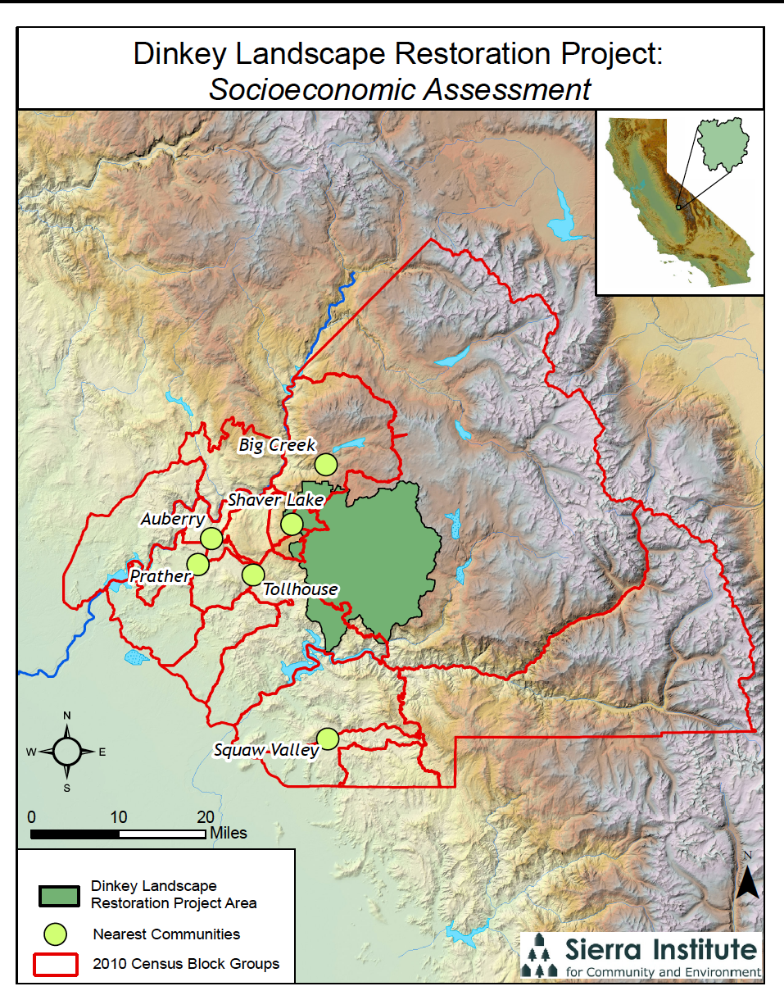 Dinkey Landscape Restoration Project:
Socioeconomic Assessment
Big Creek
Shaver Lake
Auberry
Prather
Tollhouse
Squaw Valley
N
W E
S
0 10 20
Miles
N
Dinkey Landscape
Restoration Project Area
Nearest Communities
2010 Census Block Groups
Sierra Institute
for Community and Environment